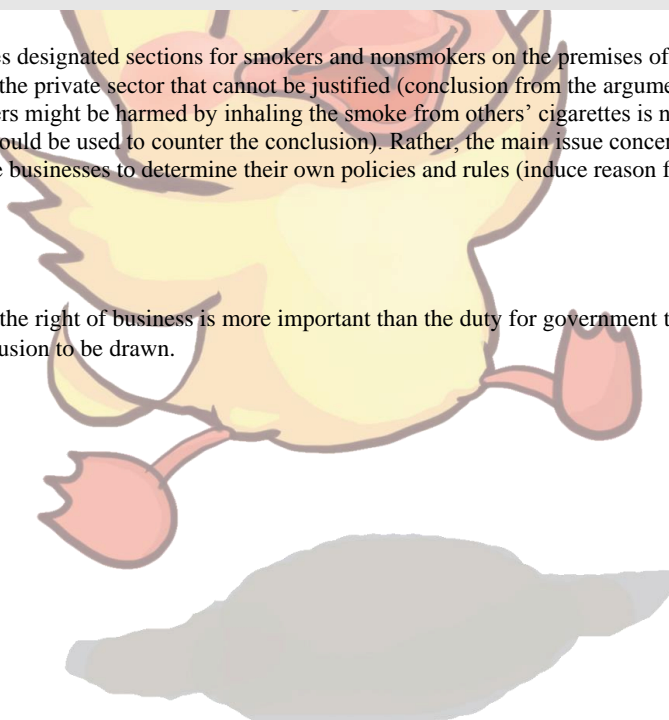 es designated sections for smokers and nonsmokers on the premises of
the private sector that cannot be justified (conclusion from the argume
ers might be harmed by inhaling the smoke from others’ cigarettes is n
ould be used to counter the conclusion). Rather, the main issue concer
e businesses to determine their own policies and rules (induce reason f
the right of business is more important than the duty for government t
usion to be drawn.